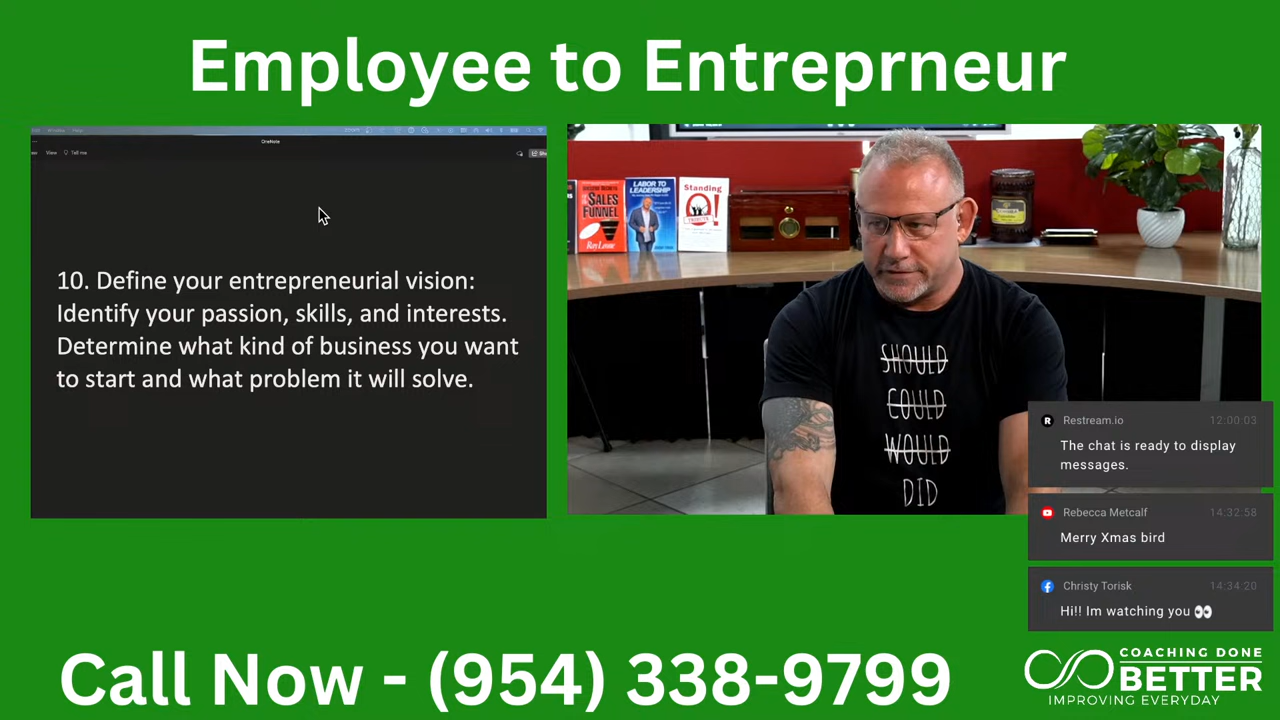 Employee to Entreprneur
OneNote
View
Tell me
10. Define your entrepreneurial vision:
Identify your passion, skills, and interests.
Determine what kind of business you want
to start and what problem it will solve.
SALES
FUNNEL
LABOR TO
LEADERSHIP
Standing
O!
SHOULD
COULD
WOULD
DID
Restream.io 12:00:03
The chat is ready to display
messages.
Rebecca Metcalf 14:32:58
Merry Xmas bird
Christy Torisk 14:34:20
Hi!! Im watching you 👀
Call Now - (954) 338-9799
COACHING DONE
BETTER
IMPROVING EVERYDAY